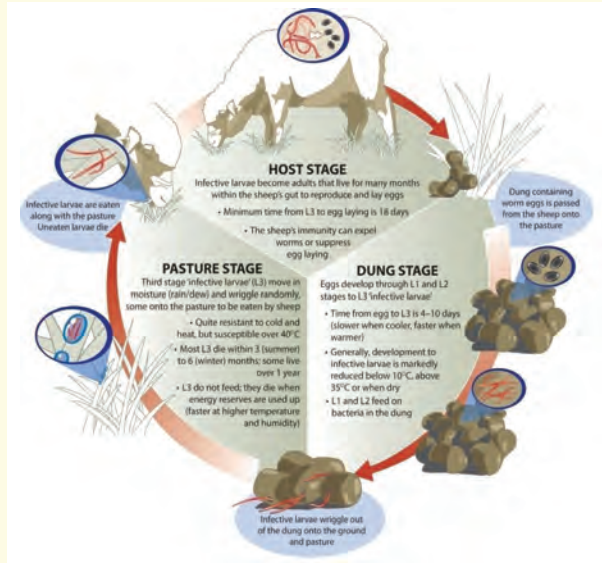 HOST STAGE
Infective larvae become adults that live for many months
within the sheep's gut to reproduce and lay eggs
• Minimum time from L3 to egg laying is 18 days
• The sheep's immunity can expel
worms or suppress
egg laying
Dung containing
worm eggs is passed
from the sheep onto
the pasture
DUNG STAGE
Eggs develop through L1 and L2
stages to L3 'infective larvae'
• Time from egg to L3 is 4–10 days
(slower when cooler, faster when
warmer)
• Generally, development to
infective larvae is markedly
reduced below 10°C, above
35°C or when dry
• L1 and L2 feed on
bacteria in the dung
Infective larvae wriggle out
of the dung onto the ground
and pasture
PASTURE STAGE
Third stage 'infective larvae' (L3) move in
moisture (rain/dew) and wriggle randomly,
some onto the pasture to be eaten by sheep
• Quite resistant to cold and
heat, but susceptible over 40°C
• Most L3 die within 3 (summer)
to 6 (winter) months; some live
over 1 year
• L3 do not feed; they die when
energy reserves are used up
(faster at higher temperature
and humidity)
Infective larvae are eaten
along with the pasture
Uneaten larvae die